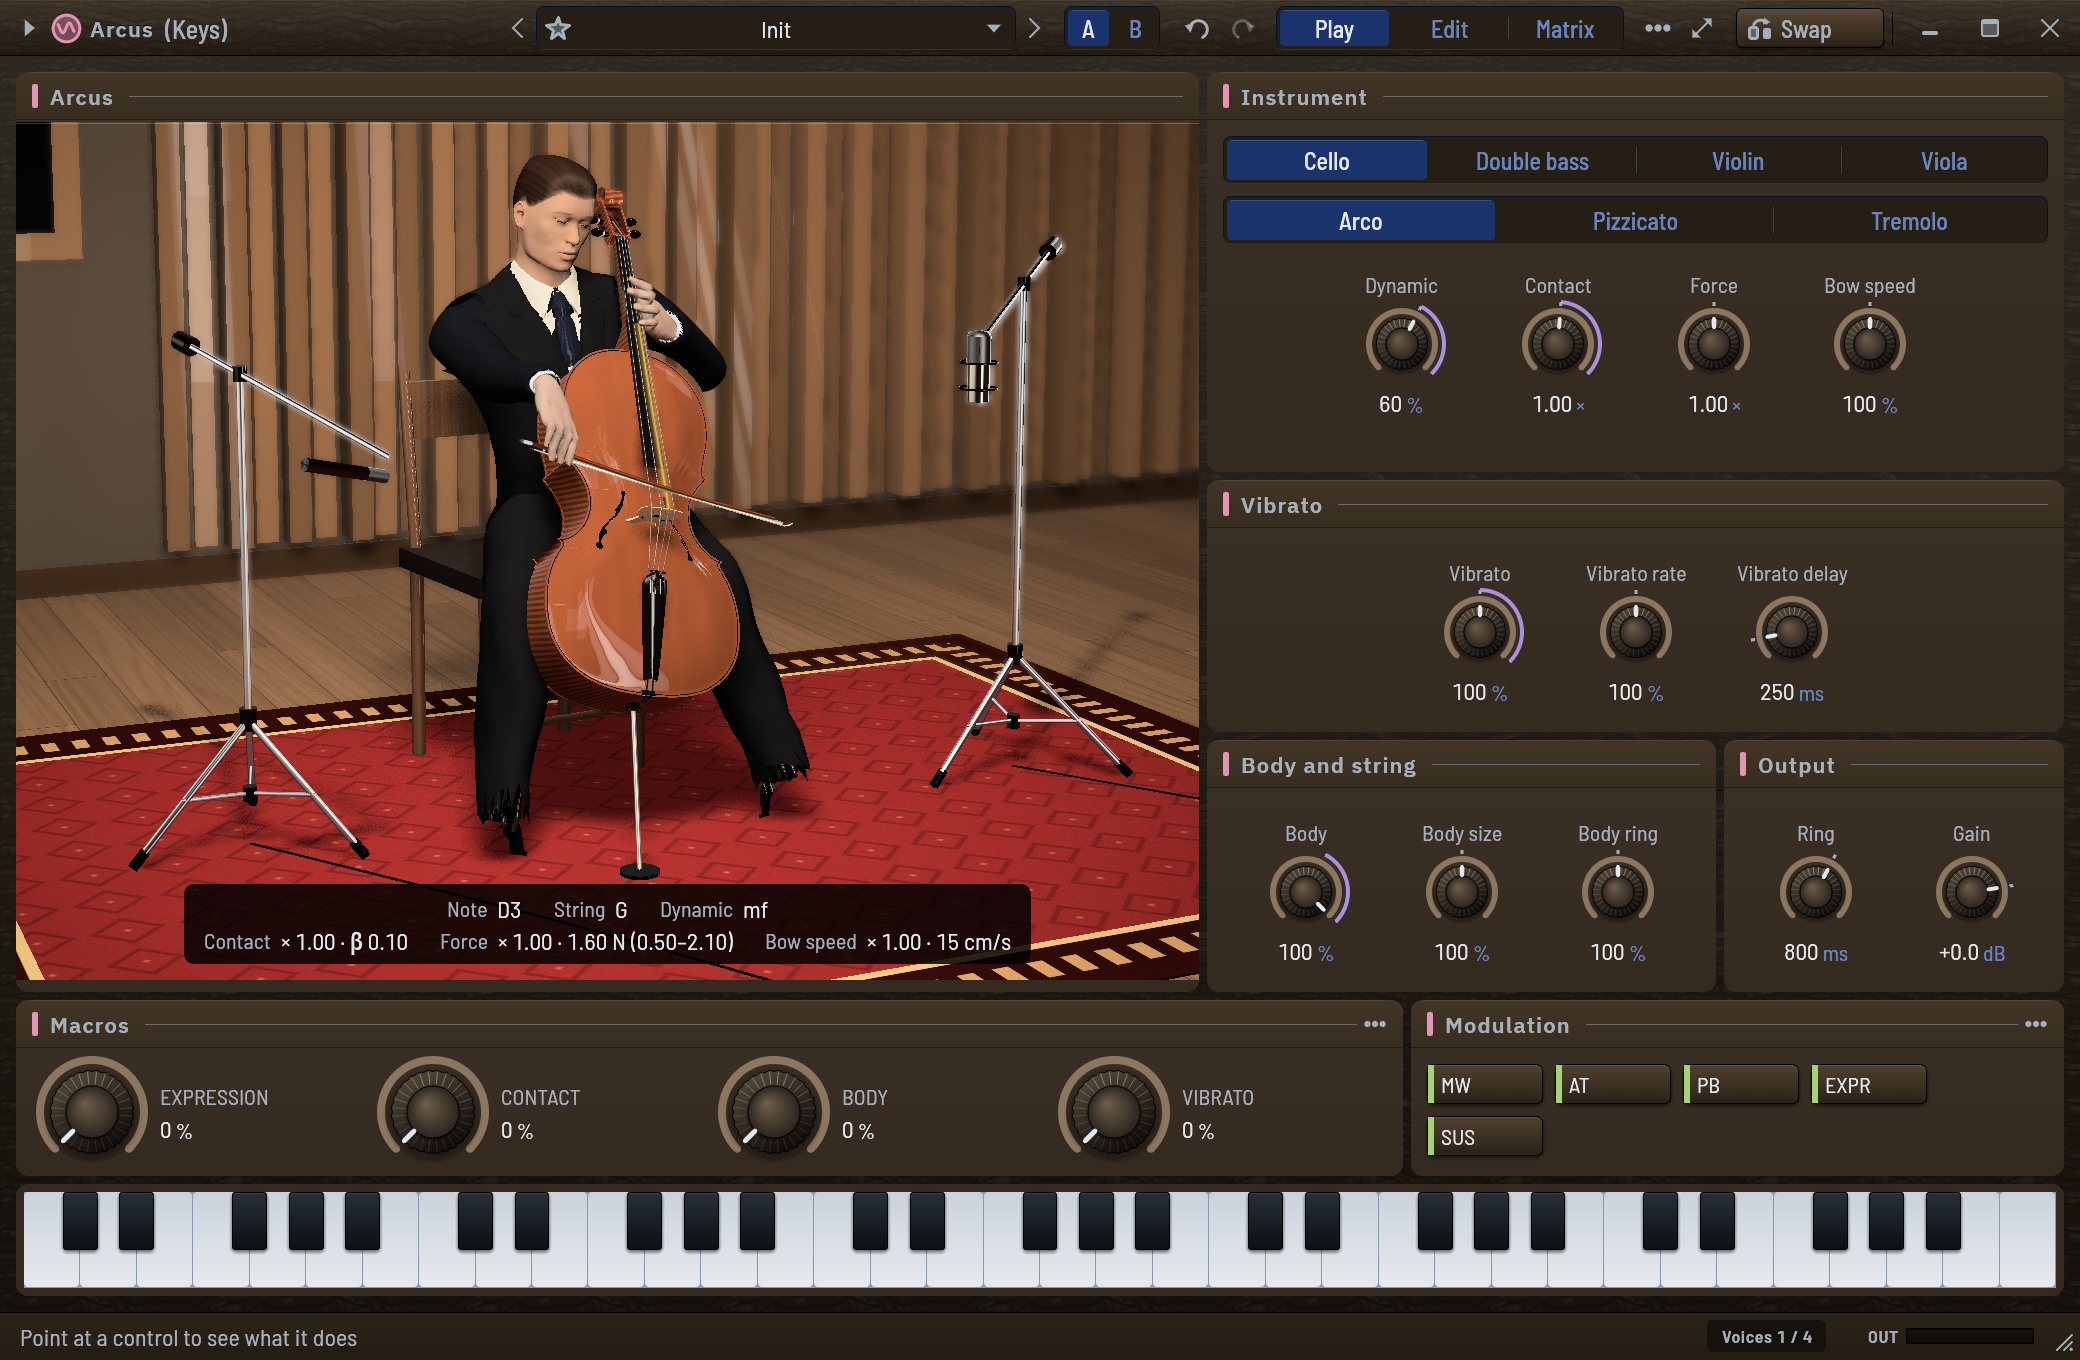 Arcus (Keys)
Init
A B
Play Edit Matrix
Swap
Arcus
Instrument
Cello Double bass Violin Viola
Arco Pizzicato Tremolo
Dynamic Contact Force Bow speed
60 % 1.00 × 1.00 × 100 %
Vibrato
Vibrato Vibrato rate Vibrato delay
100 % 100 % 250 ms
Body and string
Body Body size Body ring
100 % 100 % 100 %
Output
Ring Gain
800 ms +0.0 dB
Note D3 String G Dynamic mf
Contact × 1.00 · β 0.10 Force × 1.00 · 1.60 N (0.50–2.10) Bow speed × 1.00 · 15 cm/s
Macros
EXPRESSION
0 %
CONTACT
0 %
BODY
0 %
VIBRATO
0 %
Modulation
MW AT PB EXPR
SUS
Point at a control to see what it does
Voices 1 / 4 OUT